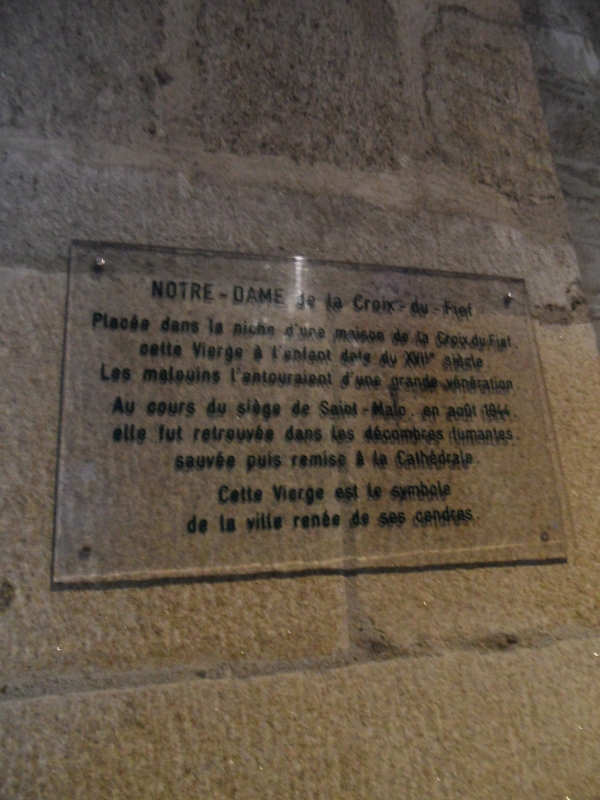 NOTRE-DAME de la Croix-du-Fief
Placée dans la niche d'une maison de la Croix du Fief,
cette Vierge à l'enfant date du XVIIe siècle.
Les malouins l'entouraient d'une grande vénération
Au cours du siège de Saint-Malo, en août 1944,
elle fut retrouvée dans les décombres fumantes,
sauvée puis remise à la Cathédrale.
Cette Vierge est le symbole
de la ville renée de ses cendres.